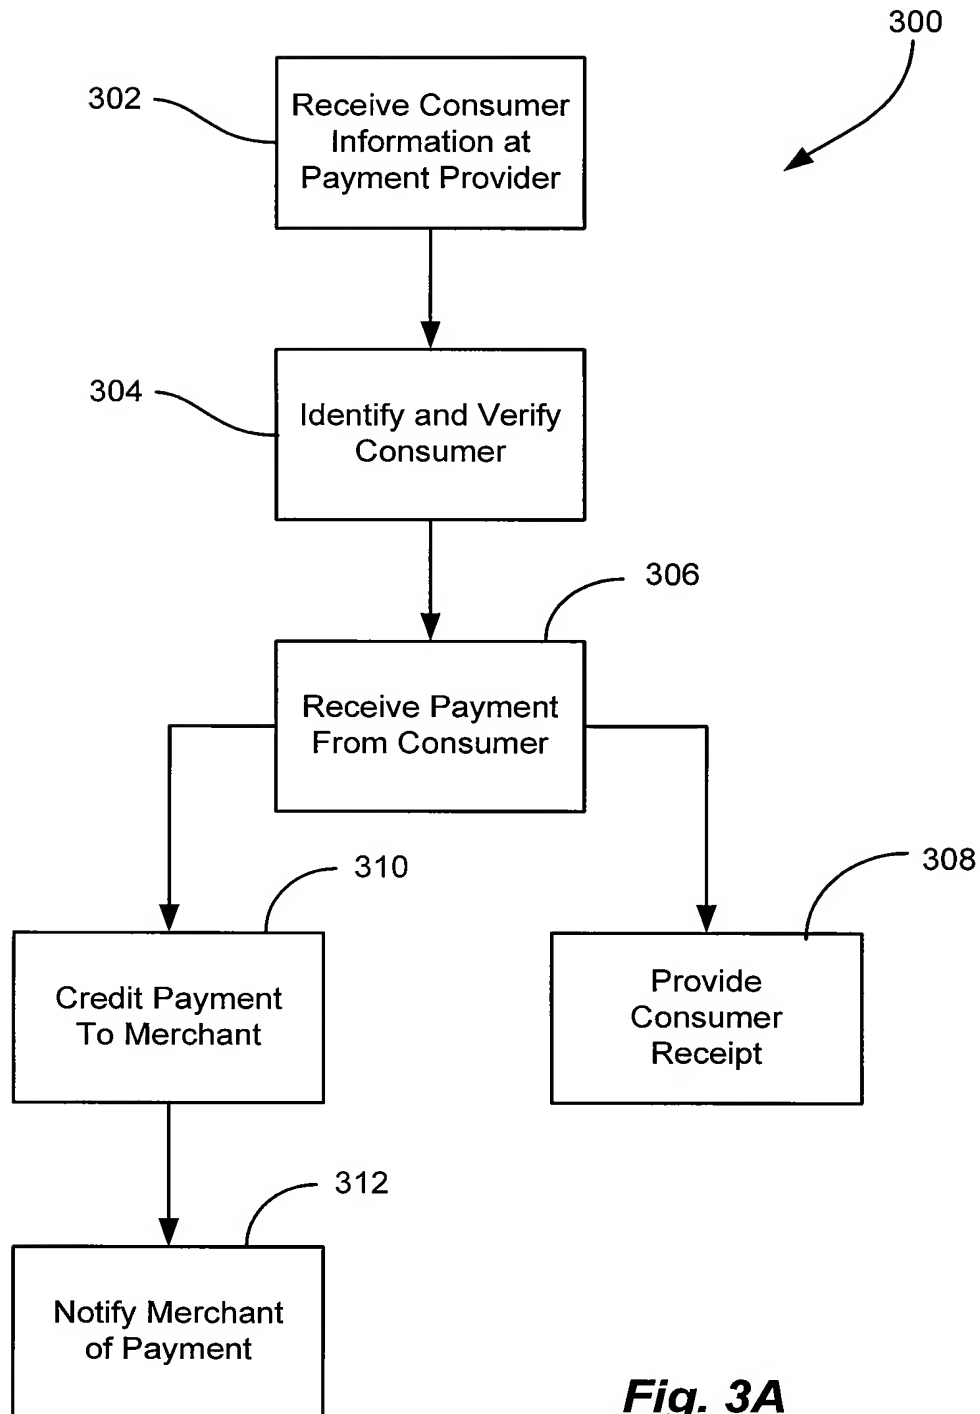 300
302
Receive Consumer
Information at
Payment Provider
304
Identify and Verify
Consumer
306
Receive Payment
From Consumer
310
308
Credit Payment
To Merchant
Provide
Consumer
Receipt
312
Notify Merchant
of Payment
Fig. 3A